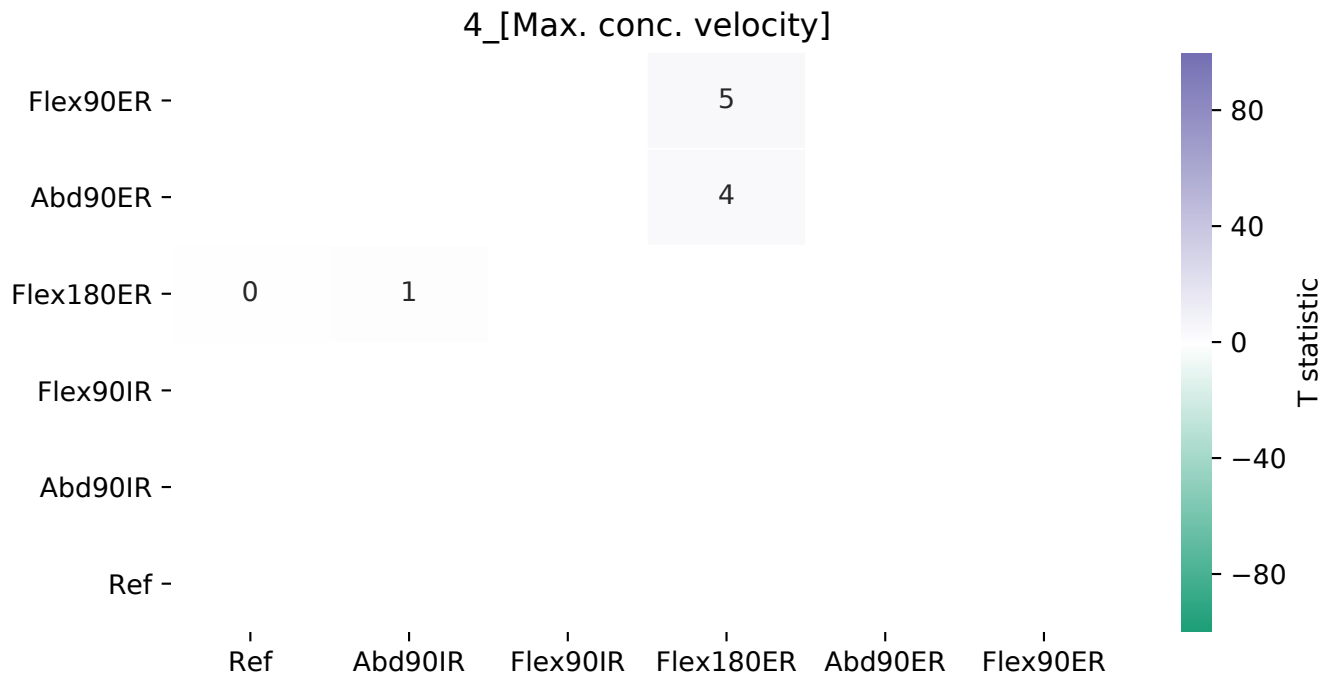 4_[Max. conc. velocity]
Flex90ER
5
80
Abd90ER
4
40
Flex180ER
0
1
0
T statistic
Flex90IR
−40
Abd90IR
−80
Ref
Ref Abd90IR Flex90IR Flex180ER Abd90ER Flex90ER